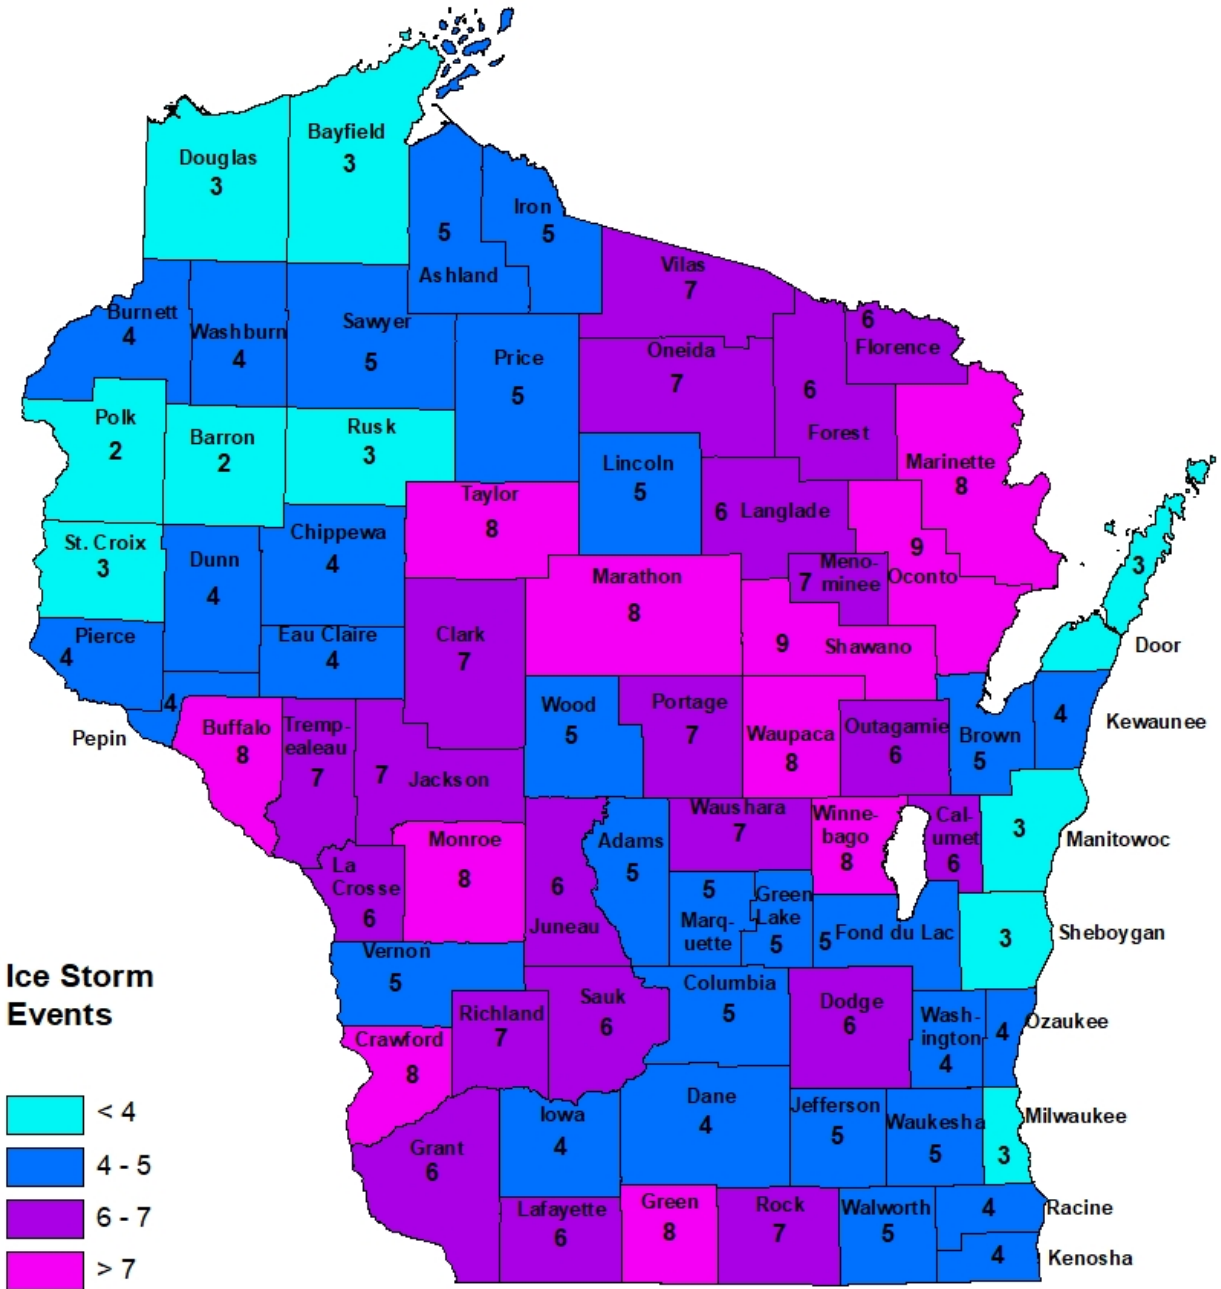 Bayfield
3
Douglas
3
Iron
5
5
Ashland
Vilas
7
Burnett
4
Washburn
4
Sawyer
5
Price
5
Oneida
7
6
Florence
6
Forest
Polk
2
Barron
2
Rusk
3
Lincoln
5
Marinette
8
Taylor
8
6 Langlade
St. Croix
3
Dunn
4
Chippewa
4
Marathon
8
Meno-
minee
7
9
Oconto
3
Door
Pierce
4
Eau Claire
4
Clark
7
9 Shawano
4
Pepin
Buffalo
8
Tremp-
ealeau
7
7 Jackson
Wood
5
Portage
7
Waupaca
8
Outagamie
6
Brown
5
4
Kewaunee
Monroe
8
La
Crosse
6
6
Juneau
Adams
5
Waushara
7
Winne-
bago
8
Cal-
umet
6
3
Manitowoc
5
Marq-
uette
Green
Lake
5
5 Fond du Lac
3
Sheboygan
Vernon
5
Ice Storm
Events
Richland
7
Sauk
6
Columbia
5
Dodge
6
Wash-
ington
4
4
Ozaukee
Crawford
8
Grant
6
Iowa
4
Dane
4
Jefferson
5
Waukesha
5
3
Milwaukee
Lafayette
6
Green
8
Rock
7
Walworth
5
4
Racine
4
Kenosha
< 4
4 - 5
6 - 7
> 7